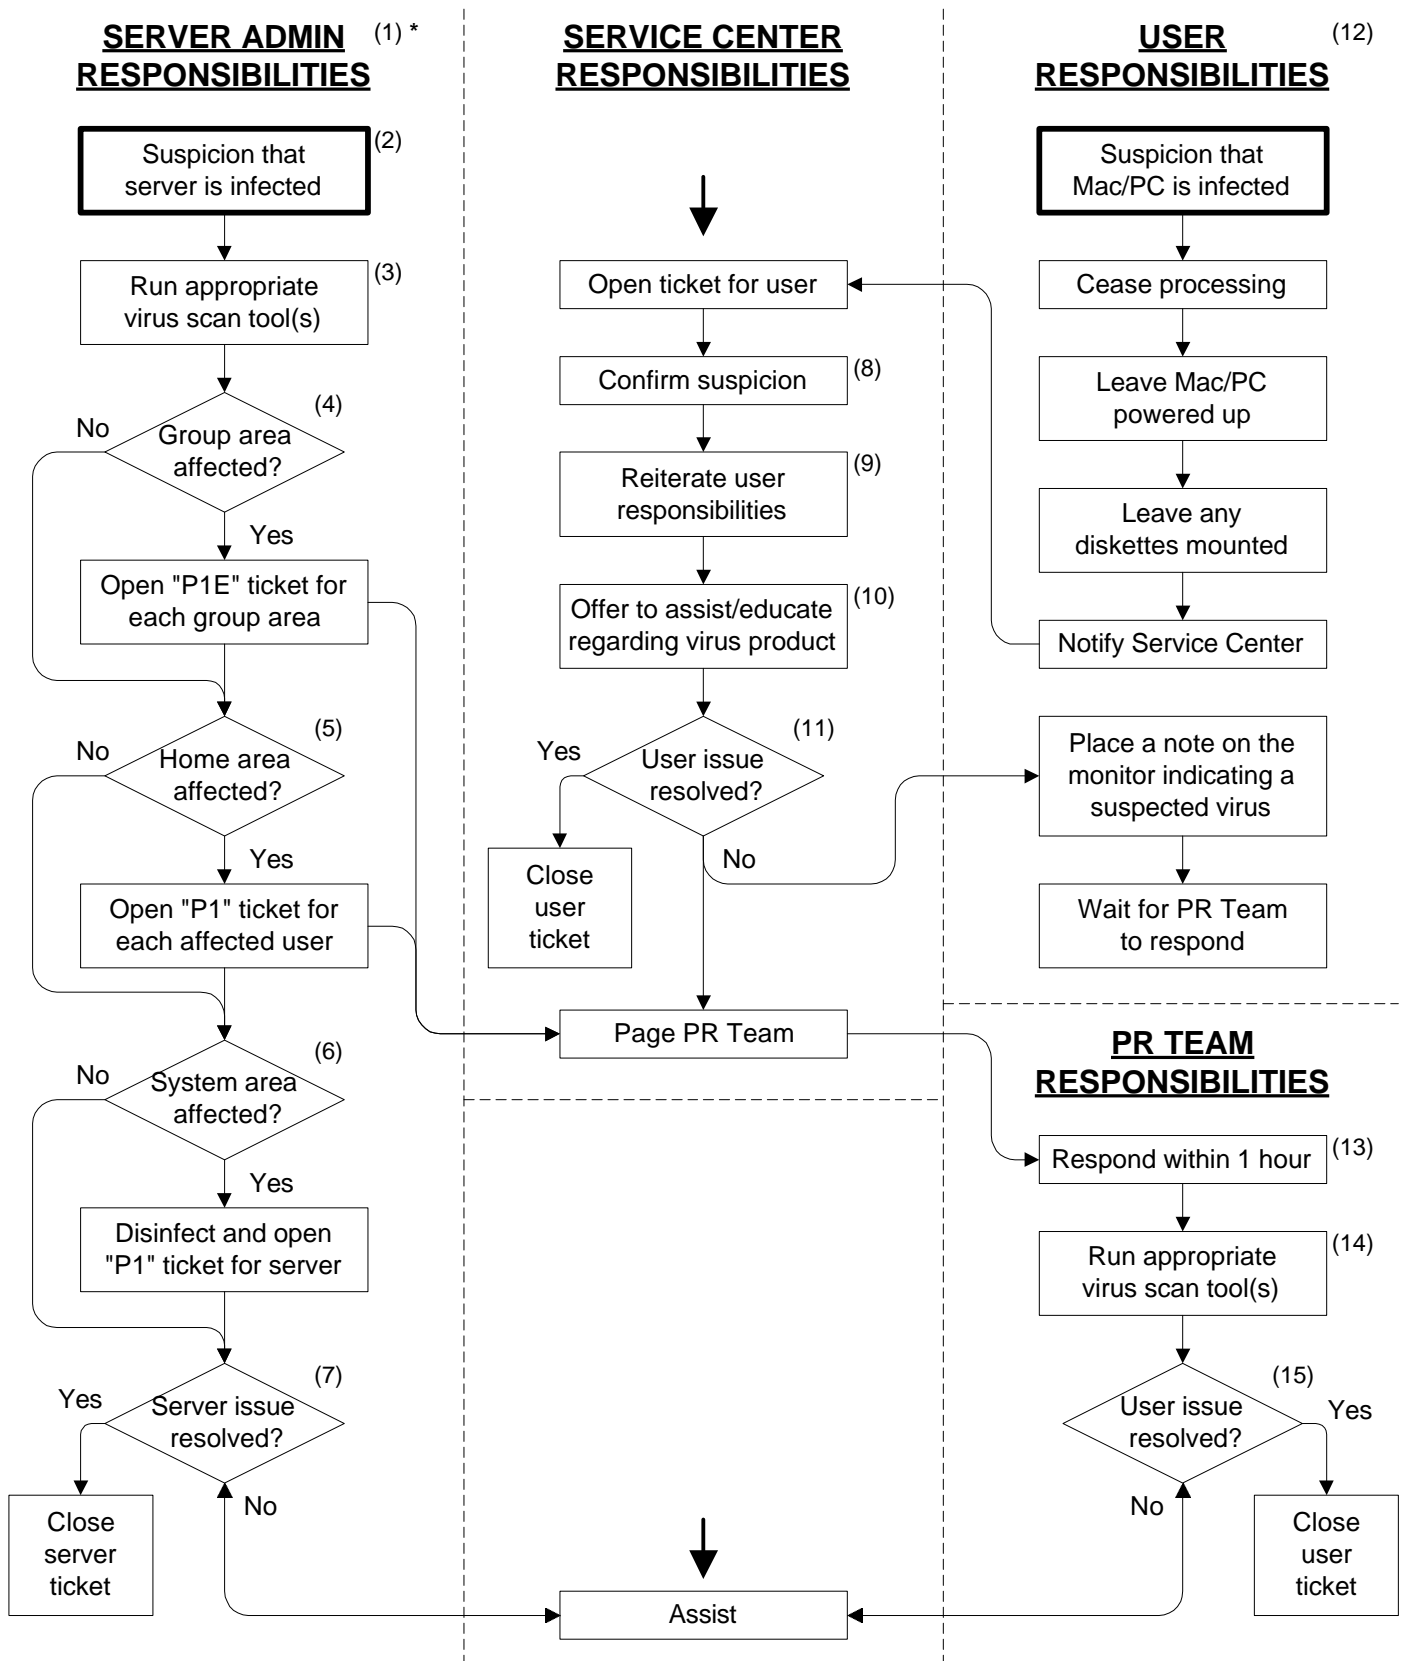 SERVER ADMIN (1) *
RESPONSIBILITIES
(2)
Suspicion that
server is infected
(3)
Run appropriate
virus scan tool(s)
(4)
No
Group area
affected?
Yes
Open "P1E" ticket for
each group area
(5)
No
Home area
affected?
Yes
Open "P1" ticket for
each affected user
(6)
No
System area
affected?
Yes
Disinfect and open
"P1" ticket for server
(7)
Yes
Server issue
resolved?
No
Close
server
ticket
SERVICE CENTER
RESPONSIBILITIES
Open ticket for user
Confirm suspicion (8)
(9)
Reiterate user
responsibilities
(10)
Offer to assist/educate
regarding virus product
(11)
Yes
User issue
resolved?
No
Close
user
ticket
Page PR Team
Assist
USER (12)
RESPONSIBILITIES
Suspicion that
Mac/PC is infected
Cease processing
Leave Mac/PC
powered up
Leave any
diskettes mounted
Notify Service Center
Place a note on the
monitor indicating a
suspected virus
Wait for PR Team
to respond
PR TEAM
RESPONSIBILITIES
Respond within 1 hour (13)
(14)
Run appropriate
virus scan tool(s)
(15)
User issue
resolved?
Yes
No
Close
user
ticket